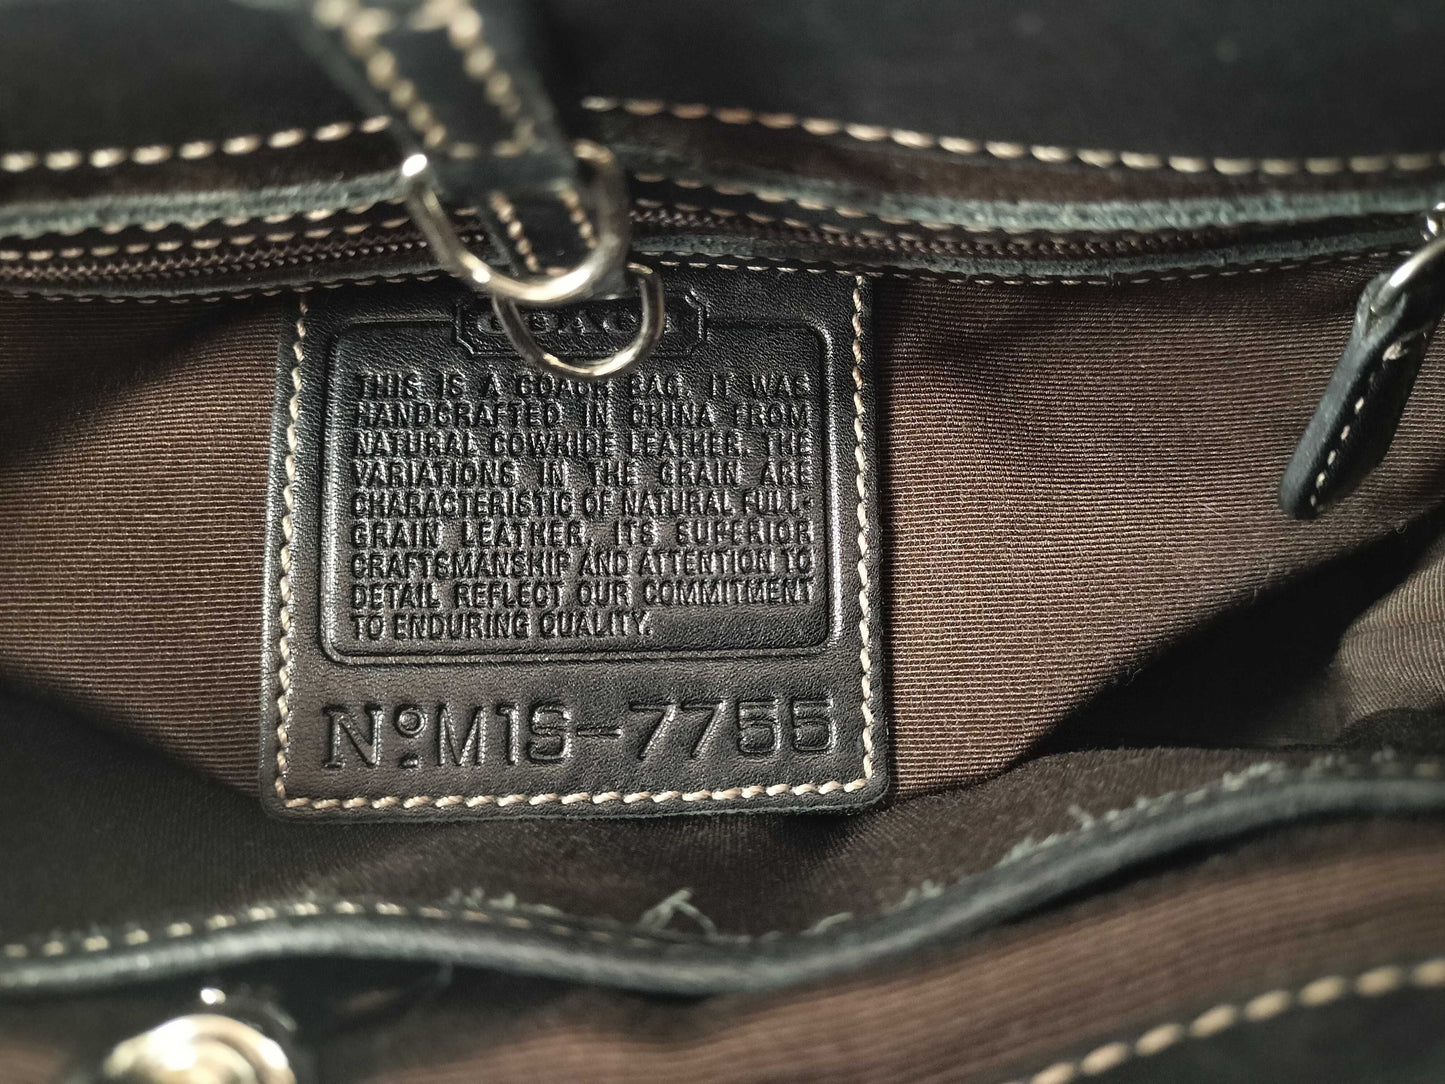 COACH
THIS IS A COACH BAG. IT WAS
HANDCRAFTED IN CHINA FROM
NATURAL COWHIDE LEATHER. THE
VARIATIONS IN THE GRAIN ARE
CHARACTERISTIC OF NATURAL FULL-
GRAIN LEATHER. ITS SUPERIOR
CRAFTSMANSHIP AND ATTENTION TO
DETAIL REFLECT OUR COMMITMENT
TO ENDURING QUALITY.
No. M1S-7755